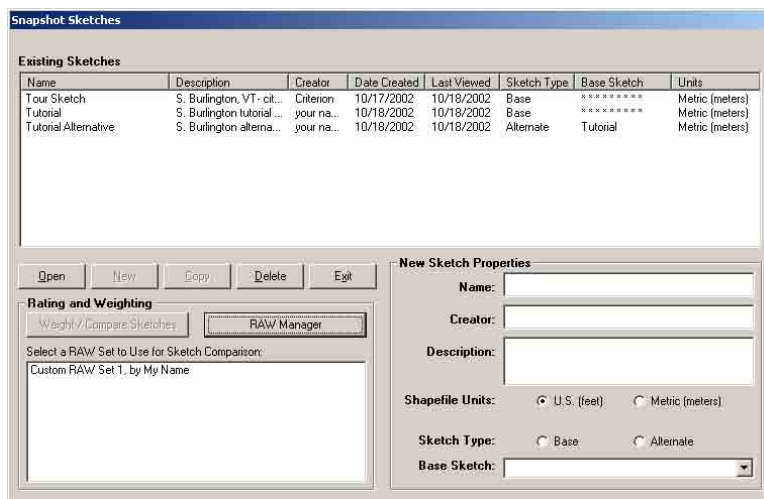 Snapshot Sketches
Existing Sketches
Name Description Creator Date Created Last Viewed Sketch Type Base Sketch Units
Tour Sketch S. Burlington, VT- cit... Criterion 10/17/2002 10/18/2002 Base ********* Metric (meters)
Tutorial S. Burlington tutorial ... your na... 10/18/2002 10/18/2002 Base ********* Metric (meters)
Tutorial Alternative S. Burlington alterna... your na... 10/18/2002 10/18/2002 Alternate Tutorial Metric (meters)
Open New Copy Delete Exit
Rating and Weighting
Weight / Compare Sketches RAW Manager
Select a RAW Set to Use for Sketch Comparison:
Custom RAW Set 1, by My Name
New Sketch Properties
Name:
Creator:
Description:
Shapefile Units: U.S. (feet) Metric (meters)
Sketch Type: Base Alternate
Base Sketch: